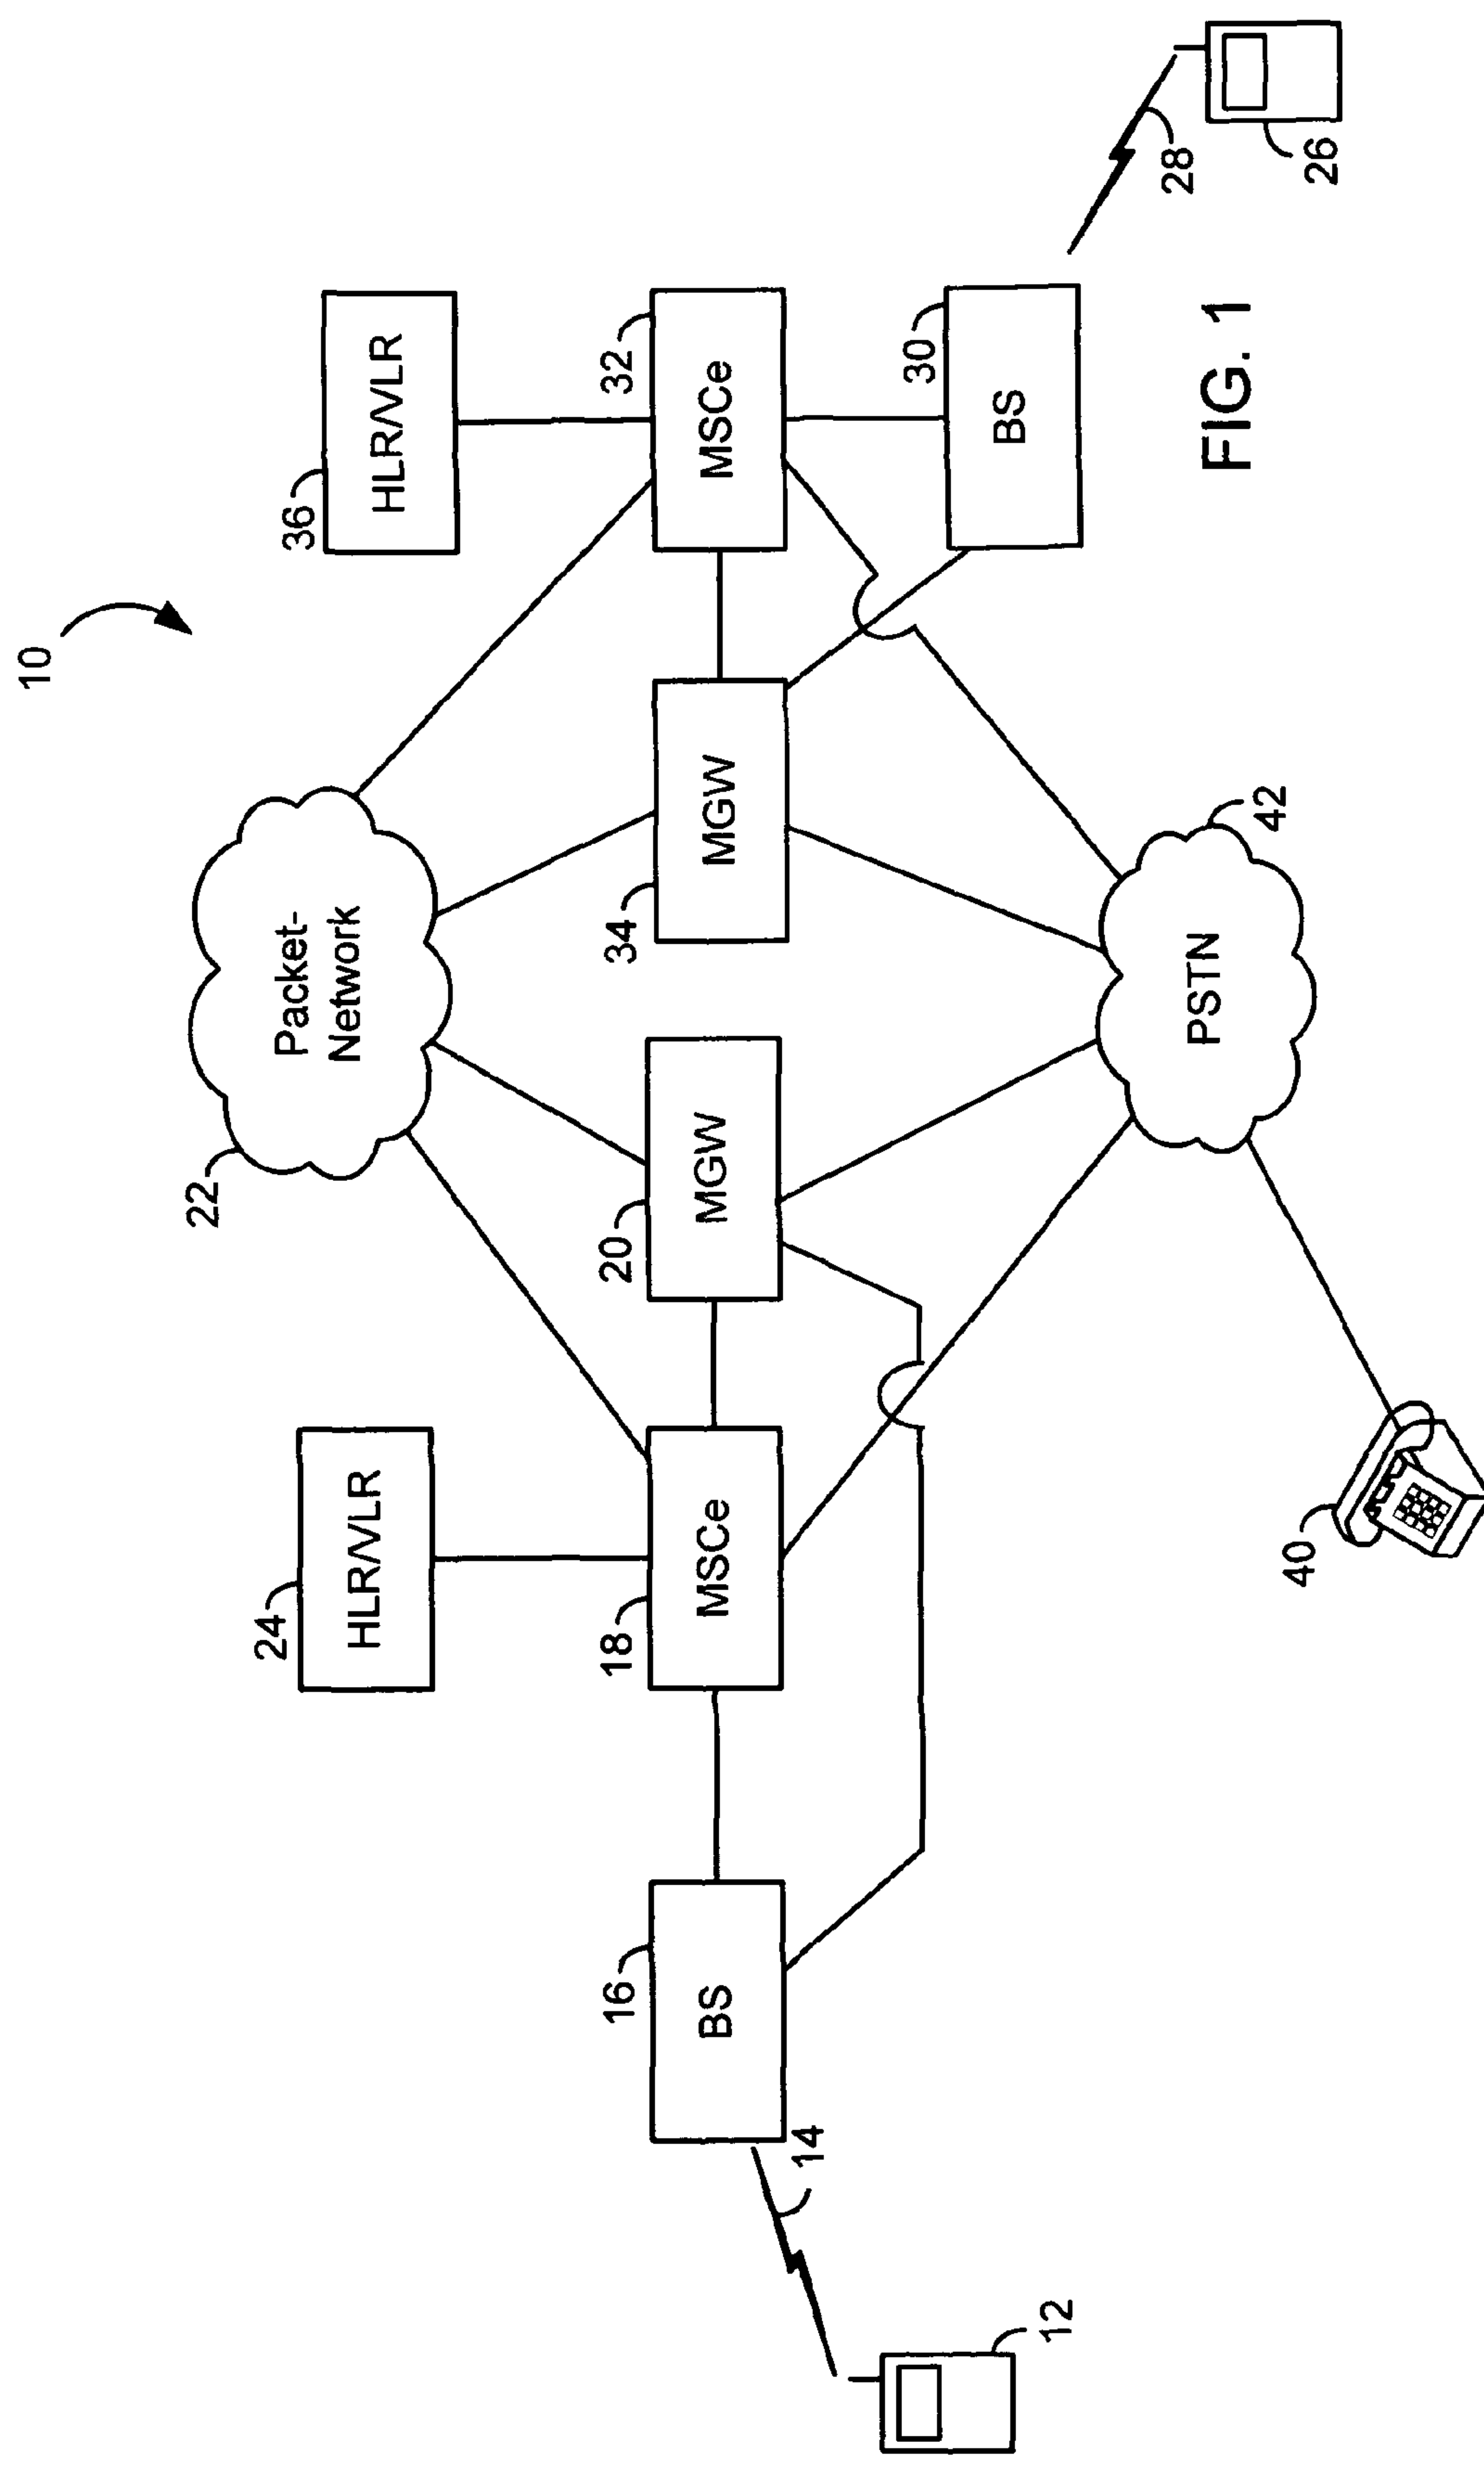 10
Packet-
Network
22
24
HLR/VLR
36
HLR/VLR
16
BS
18
MSCe
20
MGW
34
MGW
32
MSCe
14
12
30
BS
28
26
PSTN
42
40
FIG. 1